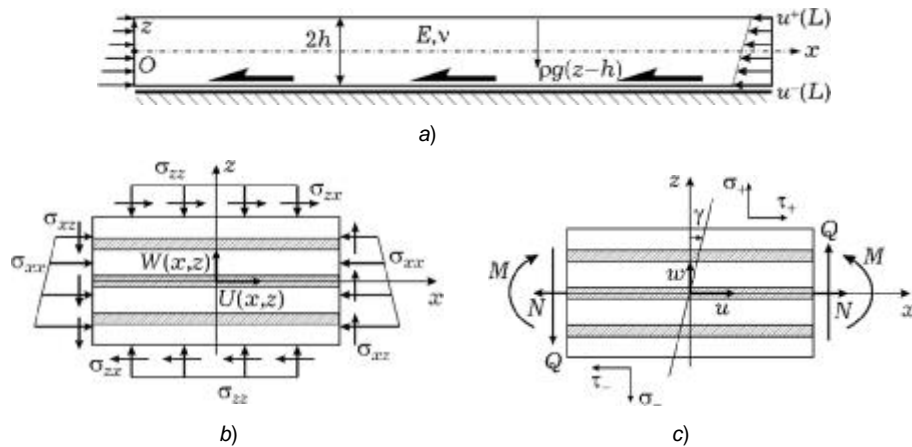 z
2h
E,ν
u⁺(L)
x
O
ρg(z−h)
u⁻(L)
a)
σzz
z
σzx
σxz
σxx
W(x,z)
σxx
U(x,z)
x
σzx
σzz
σxz
b)
z
γ
σ+
τ+
Q
M
w
M
N
u
N
x
Q
τ−
σ−
c)